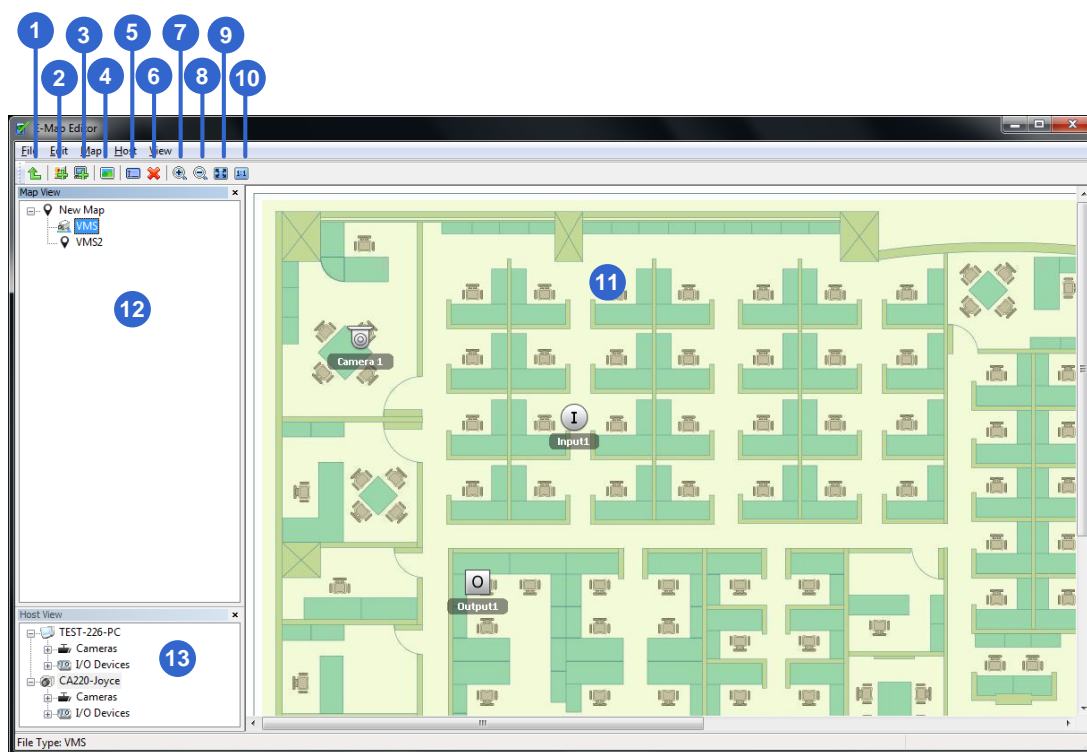 1 3 5 7 9
2 4 6 8 10
E-Map Editor
File Edit Map Host View
1:1
Map View x
New Map
VMS
VMS2
12
11
Camera 1
I
Input1
O
Output1
Host View x
TEST-226-PC
Cameras
I/O Devices
CA220-Joyce
Cameras
I/O Devices
13
File Type: VMS